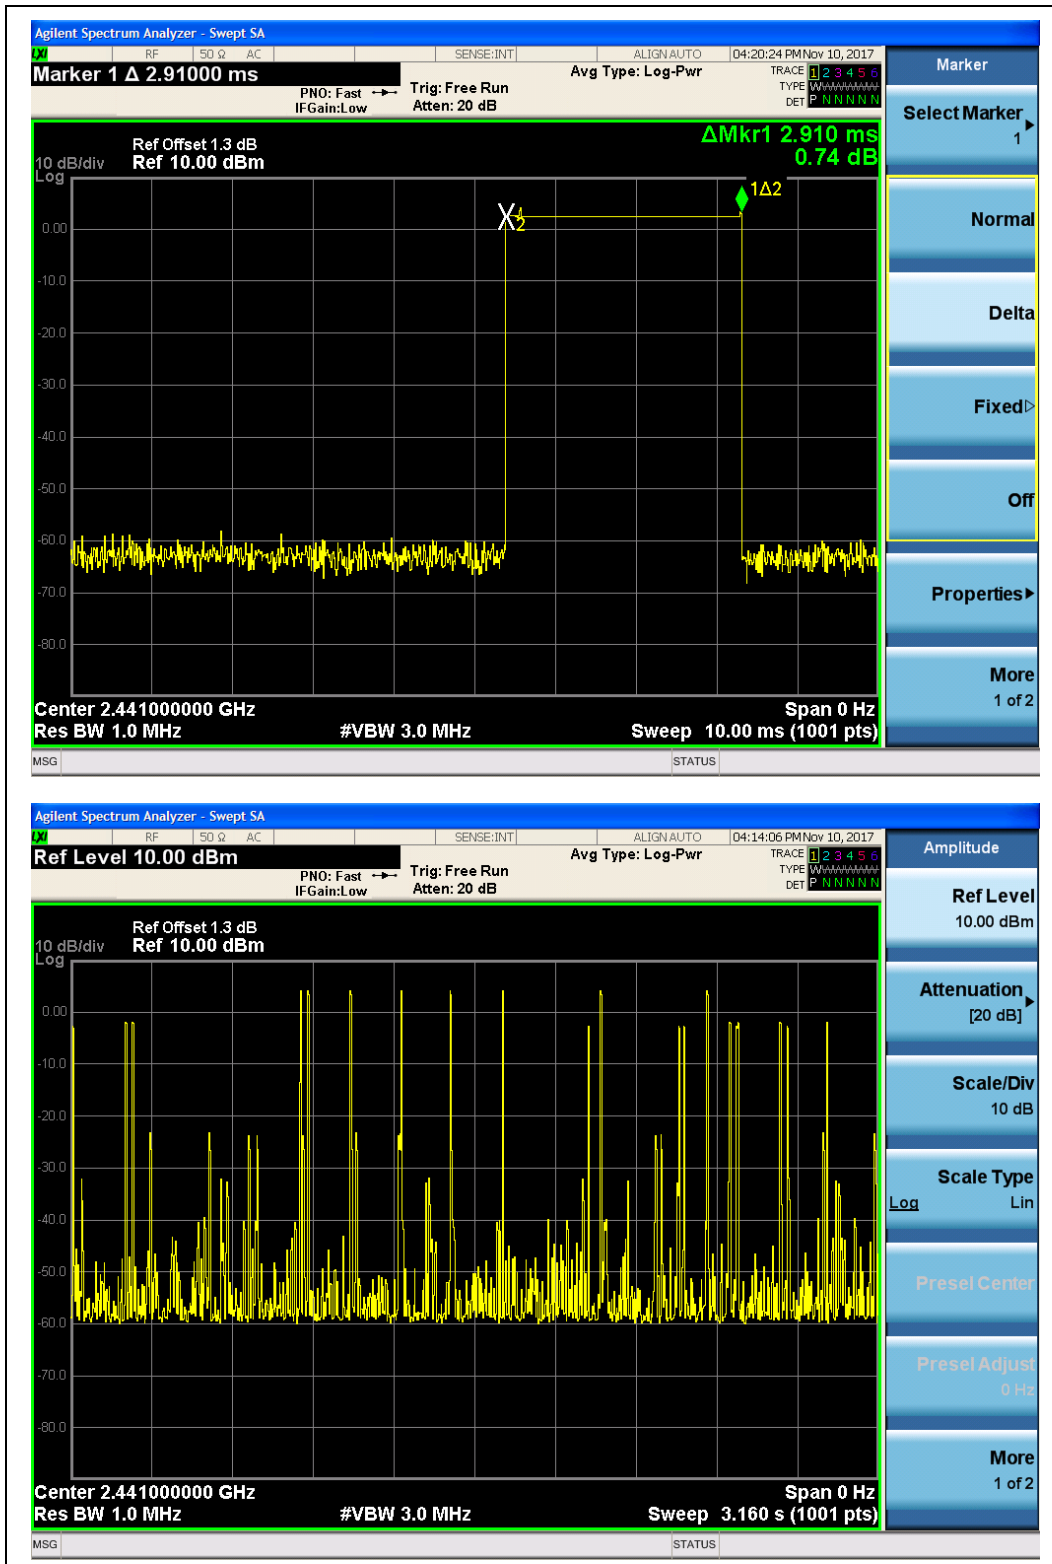 Agilent Spectrum Analyzer - Swept SA
LXI RF 50 Ω AC SENSE:INT ALIGN AUTO 04:20:24 PM Nov 10, 2017
Marker 1 Δ 2.91000 ms
PNO: Fast
IFGain:Low
Trig: Free Run
Atten: 20 dB
Avg Type: Log-Pwr
TRACE 1 2 3 4 5 6
TYPE
DET P N N N N N
ΔMkr1 2.910 ms
0.74 dB
Ref Offset 1.3 dB
10 dB/div Ref 10.00 dBm
Log
1Δ2
X2
0.00
-10.0
-20.0
-30.0
-40.0
-50.0
-60.0
-70.0
-80.0
Center 2.441000000 GHz Span 0 Hz
Res BW 1.0 MHz #VBW 3.0 MHz Sweep 10.00 ms (1001 pts)
MSG STATUS
Marker
Select Marker
1
Normal
Delta
Fixed
Off
Properties
More
1 of 2
Agilent Spectrum Analyzer - Swept SA
LXI RF 50 Ω AC SENSE:INT ALIGN AUTO 04:14:06 PM Nov 10, 2017
Ref Level 10.00 dBm
PNO: Fast
IFGain:Low
Trig: Free Run
Atten: 20 dB
Avg Type: Log-Pwr
TRACE 1 2 3 4 5 6
TYPE
DET P N N N N N
Ref Offset 1.3 dB
10 dB/div Ref 10.00 dBm
Log
0.00
-10.0
-20.0
-30.0
-40.0
-50.0
-60.0
-70.0
-80.0
Center 2.441000000 GHz Span 0 Hz
Res BW 1.0 MHz #VBW 3.0 MHz Sweep 3.160 s (1001 pts)
MSG STATUS
Amplitude
Ref Level
10.00 dBm
Attenuation
[20 dB]
Scale/Div
10 dB
Scale Type
Log Lin
Presel Center
Presel Adjust
0 Hz
More
1 of 2